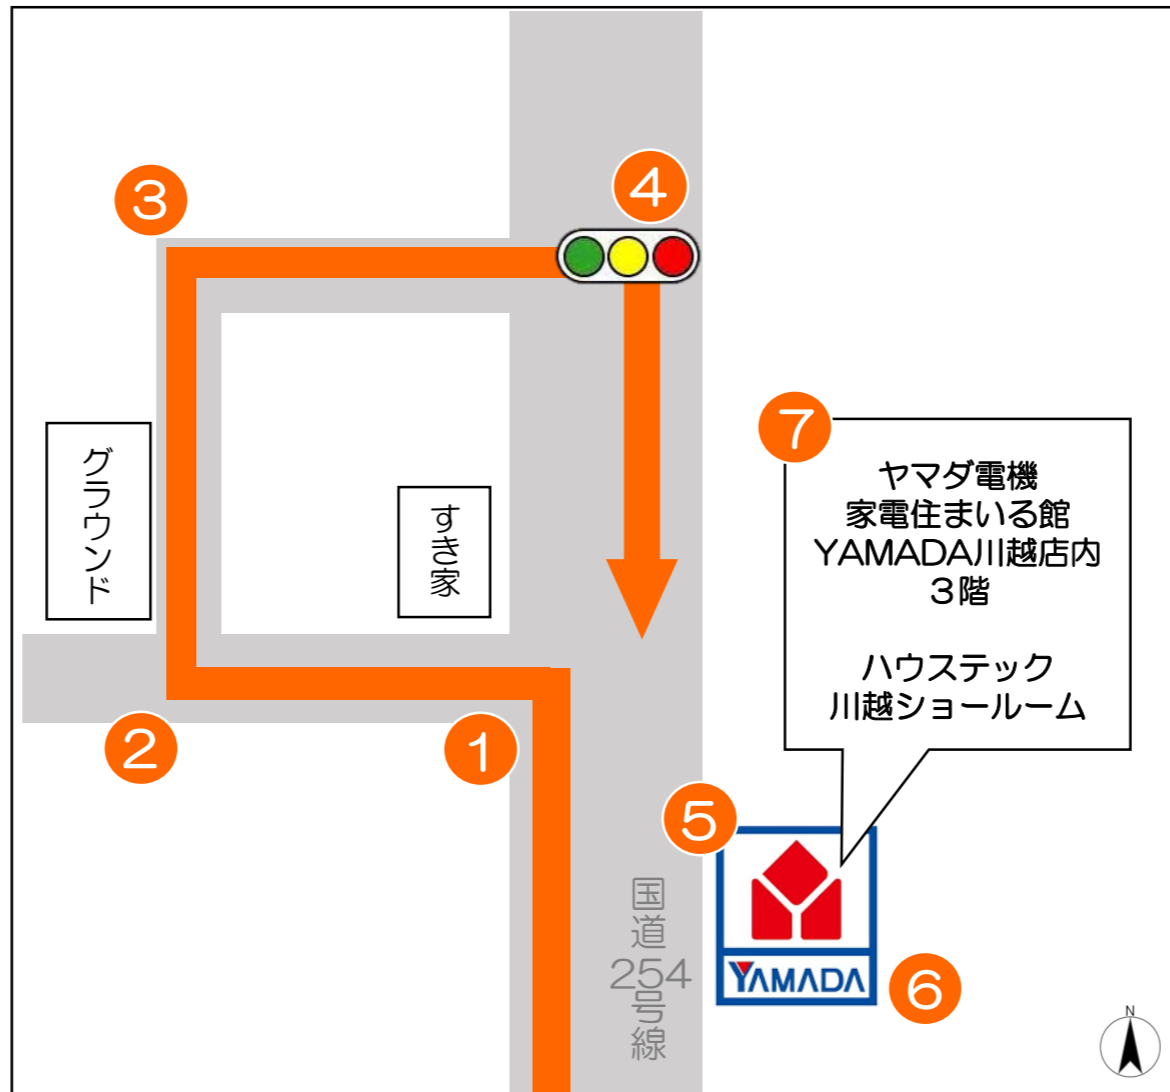 ③
④
⑦
ヤマダ電機
家電住まいる館
YAMADA川越店内
３階
ハウステック
川越ショールーム
グラウンド
すき家
②
①
⑤
国道254号線
YAMADA
⑥
N